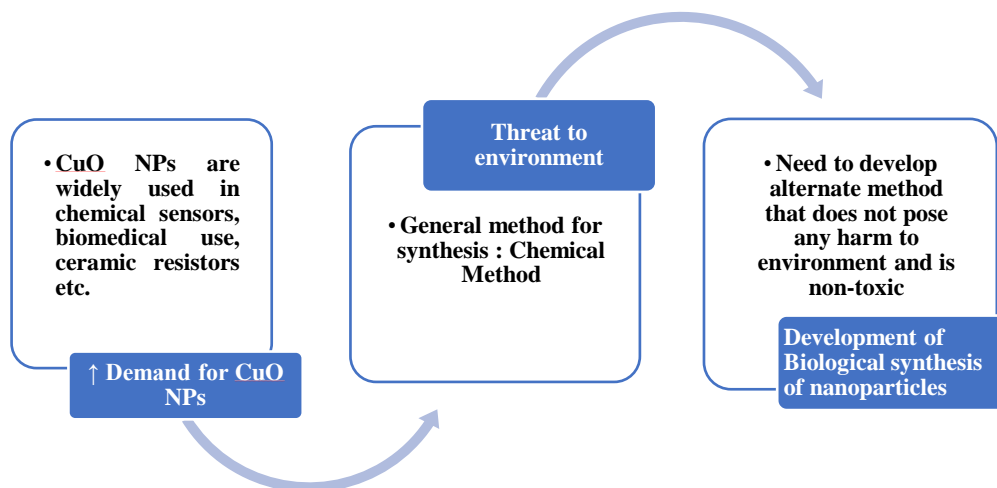 • CuO NPs are
widely used in
chemical sensors,
biomedical use,
ceramic resistors
etc.
↑ Demand for CuO
NPs
Threat to
environment
• General method for
synthesis : Chemical
Method
• Need to develop
alternate method
that does not pose
any harm to
environment and is
non-toxic
Development of
Biological synthesis
of nanoparticles